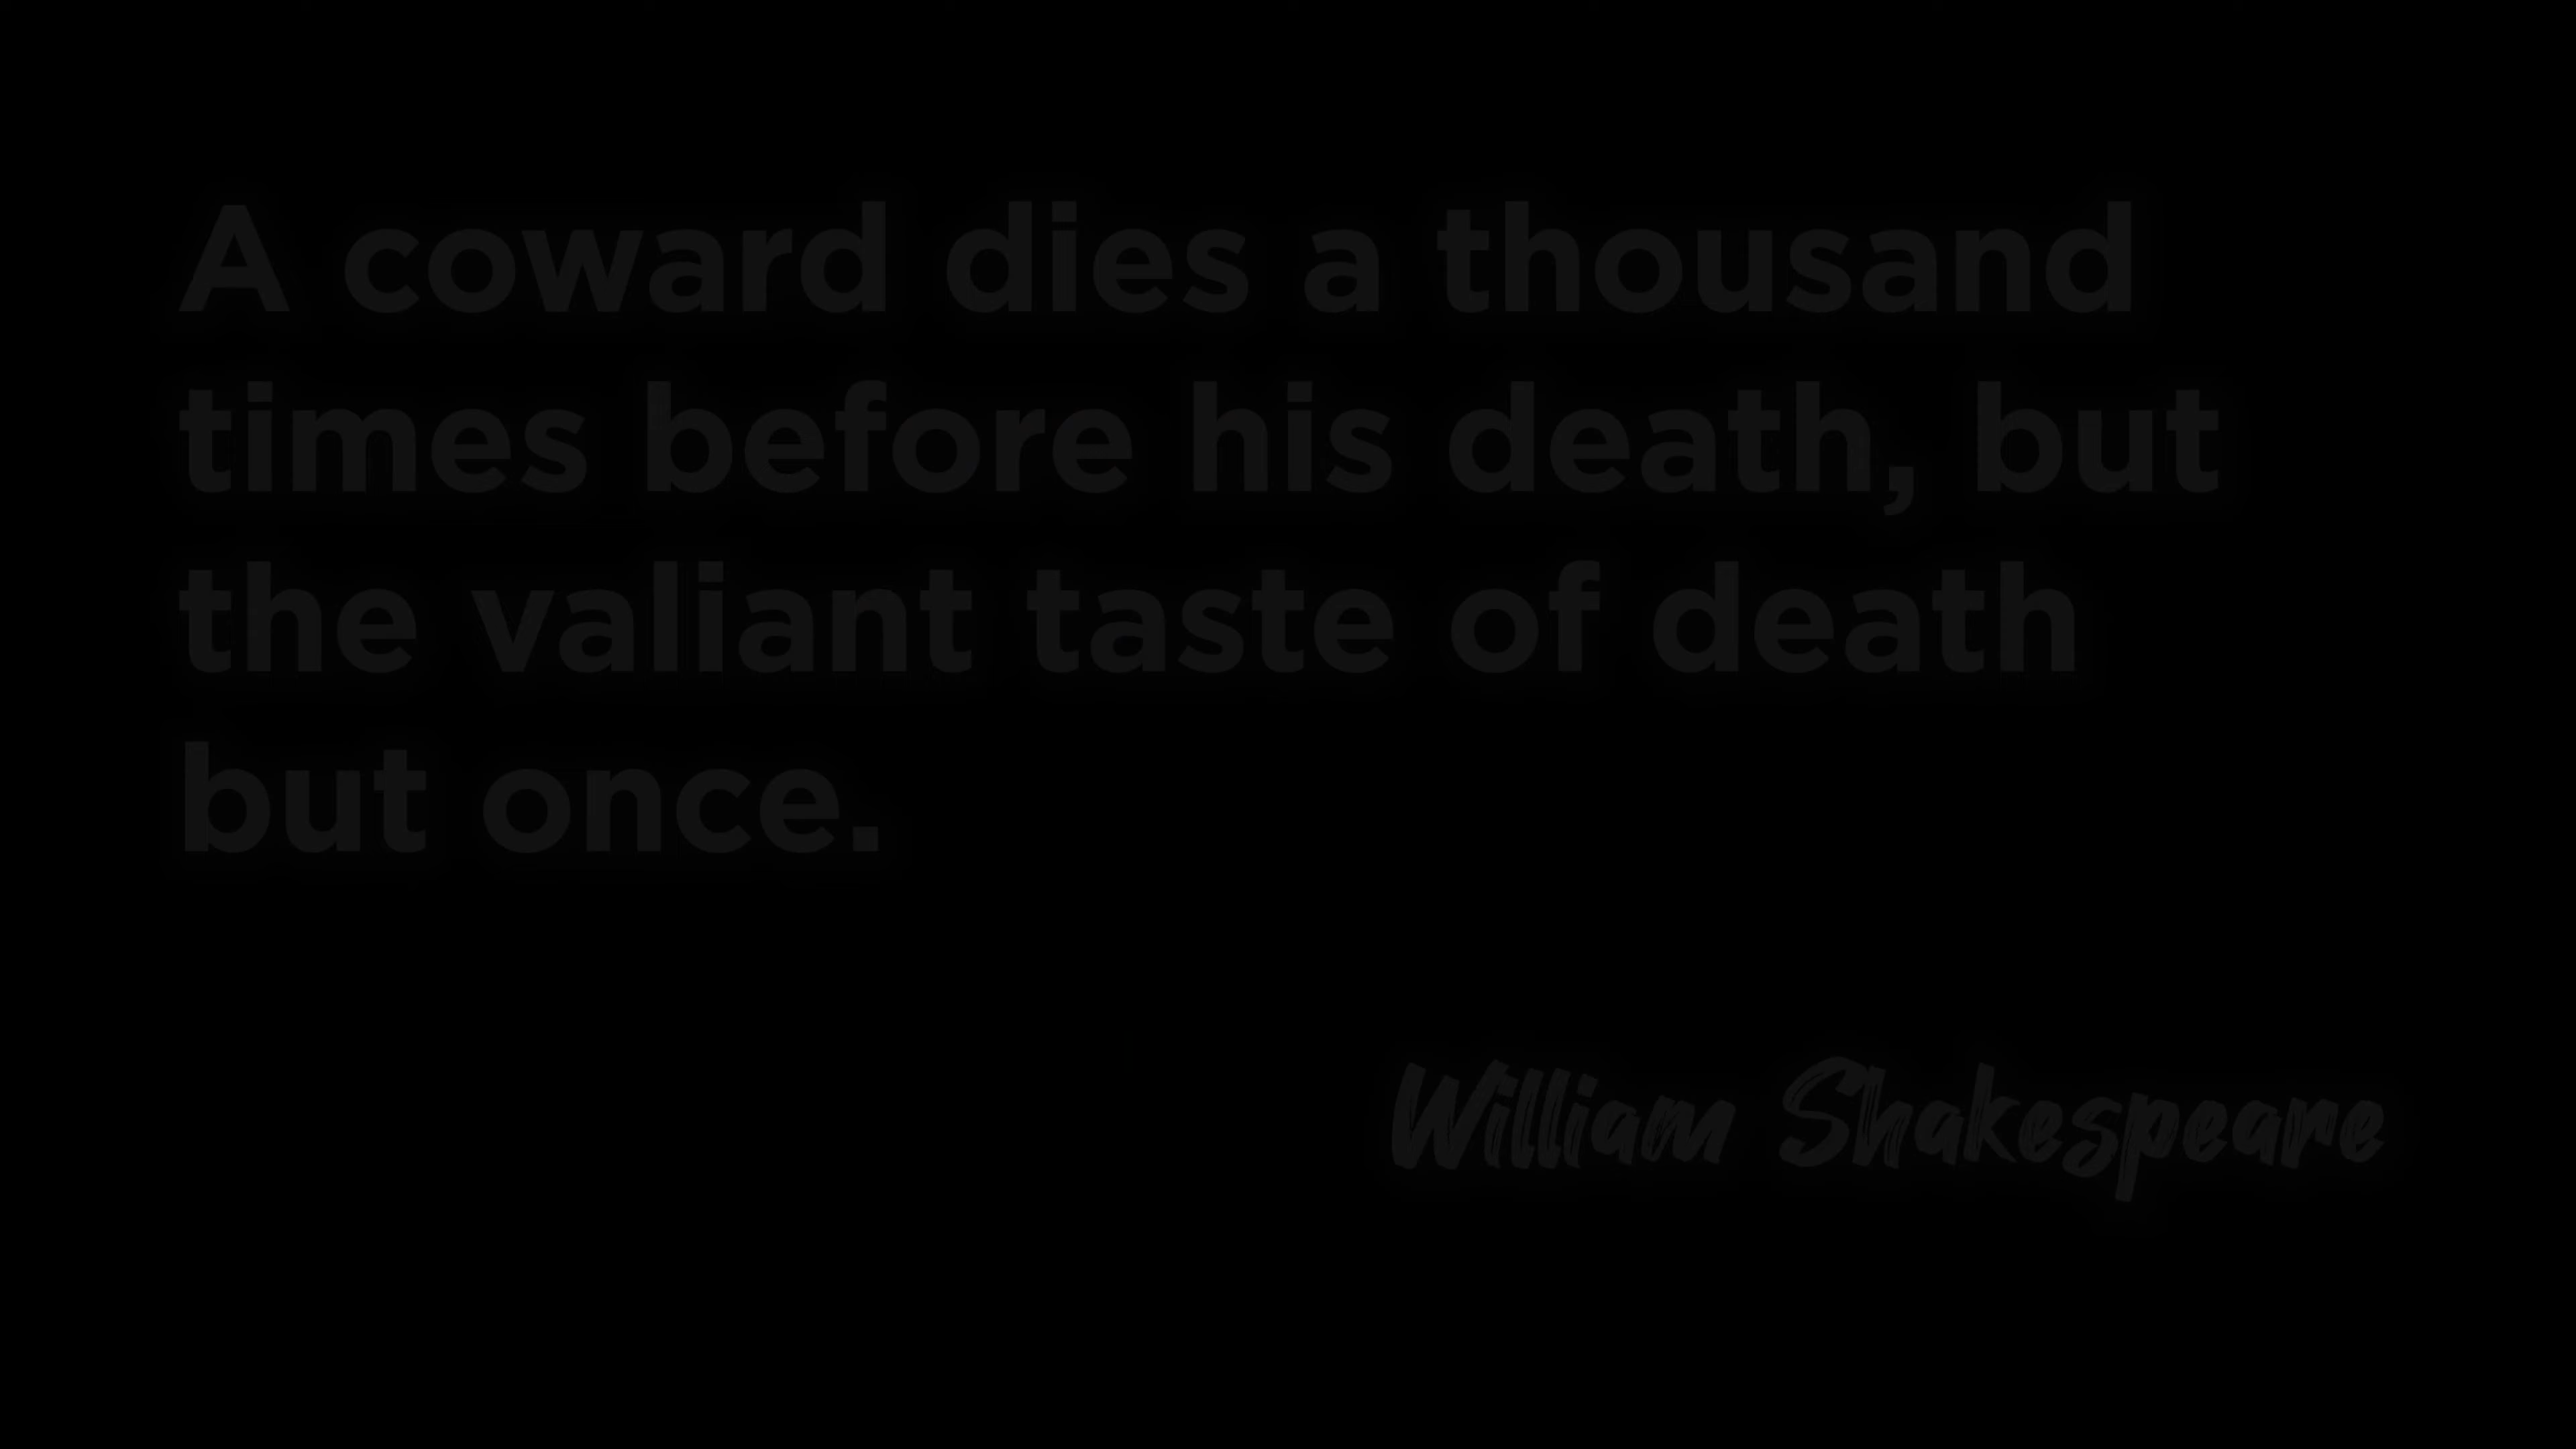 A coward dies a thousand
times before his death, but
the valiant taste of death
but once.
William Shakespeare